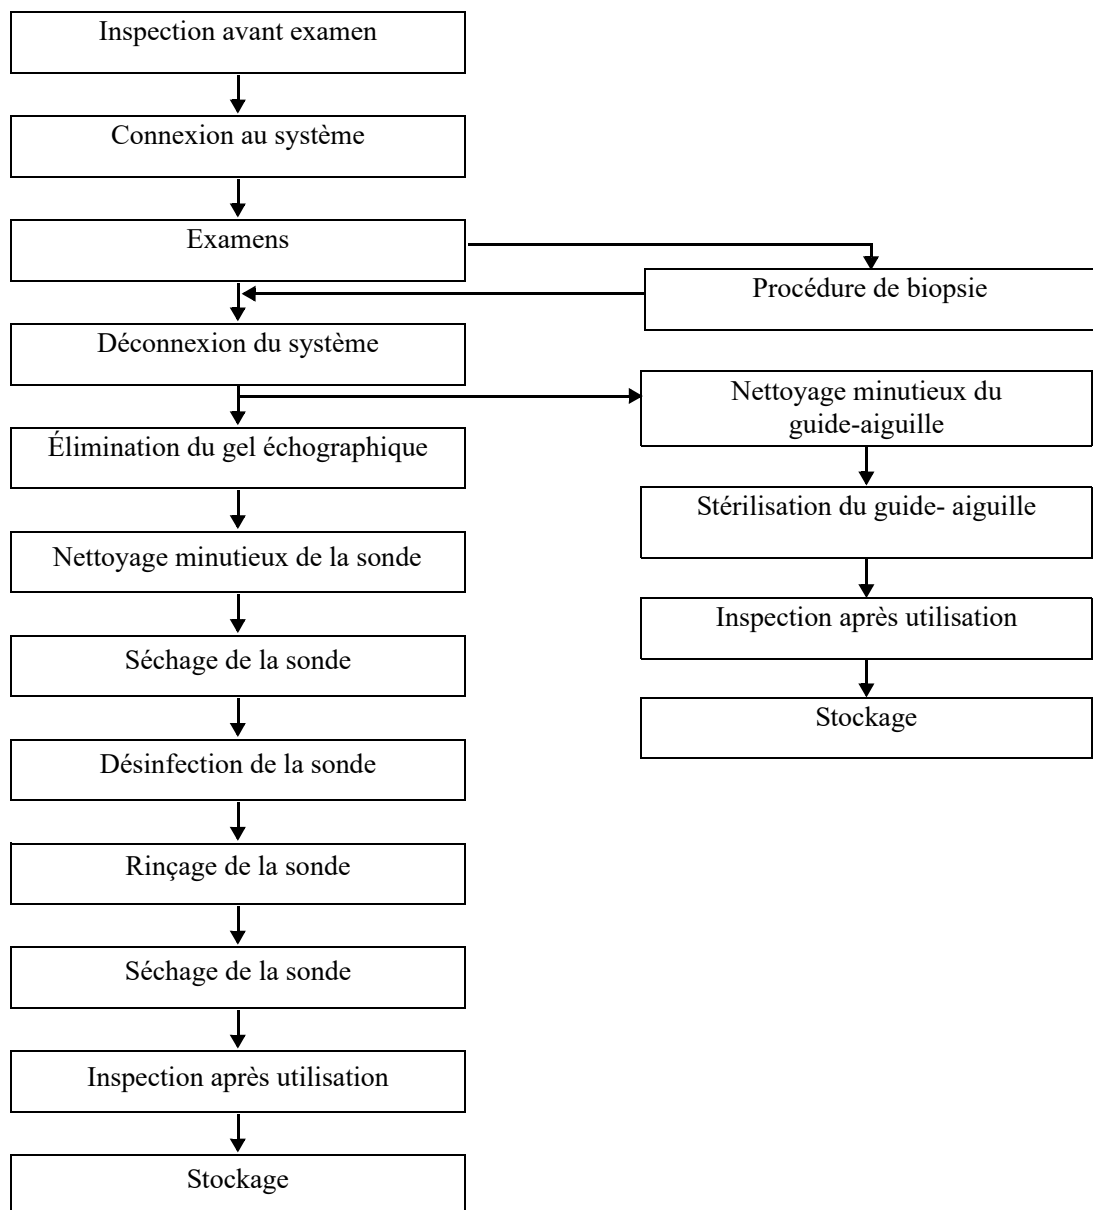 Inspection avant examen
Connexion au système
Examens
Procédure de biopsie
Déconnexion du système
Nettoyage minutieux du
guide-aiguille
Élimination du gel échographique
Stérilisation du guide- aiguille
Nettoyage minutieux de la sonde
Inspection après utilisation
Séchage de la sonde
Stockage
Désinfection de la sonde
Rinçage de la sonde
Séchage de la sonde
Inspection après utilisation
Stockage